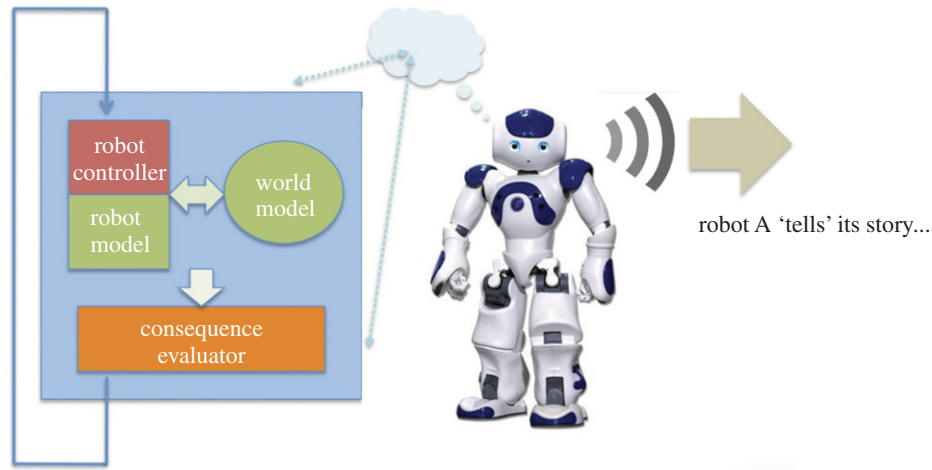 robot
controller
robot
model
world
model
consequence
evaluator
robot A ‘tells’ its story...